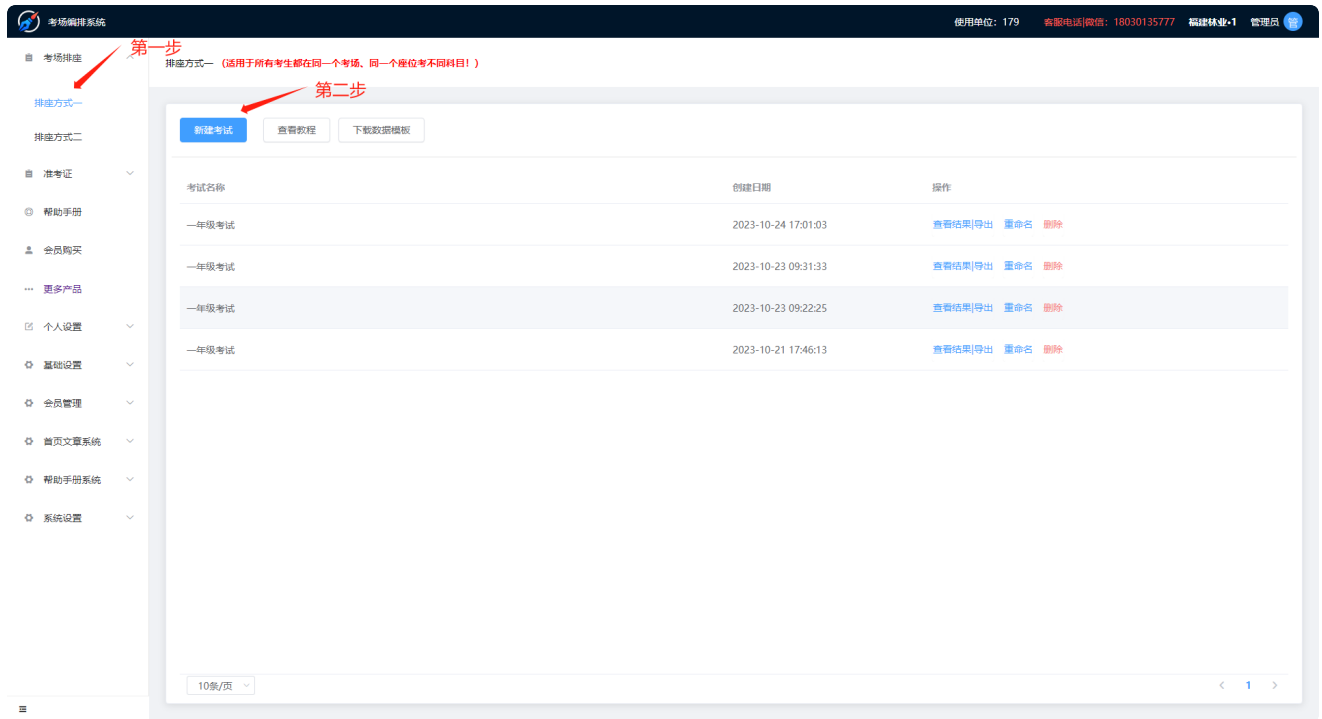 考场编排系统
使用单位：179 客服电话|微信：18030135777 福建林业·1 管理员 管
考场排座
第一步
排座方式一 （适用于所有考生都在同一个考场、同一个座位考不同科目！）
第二步
排座方式一
新建考试 查看教程 下载数据模板
排座方式二
准考证
考试名称 创建日期 操作
帮助手册
一年级考试 2023-10-24 17:01:03 查看结果|导出 重命名 删除
会员购买
一年级考试 2023-10-23 09:31:33 查看结果|导出 重命名 删除
更多产品
一年级考试 2023-10-23 09:22:25 查看结果|导出 重命名 删除
个人设置
一年级考试 2023-10-21 17:46:13 查看结果|导出 重命名 删除
基础设置
会员管理
首页文章系统
帮助手册系统
系统设置
10条/页 1